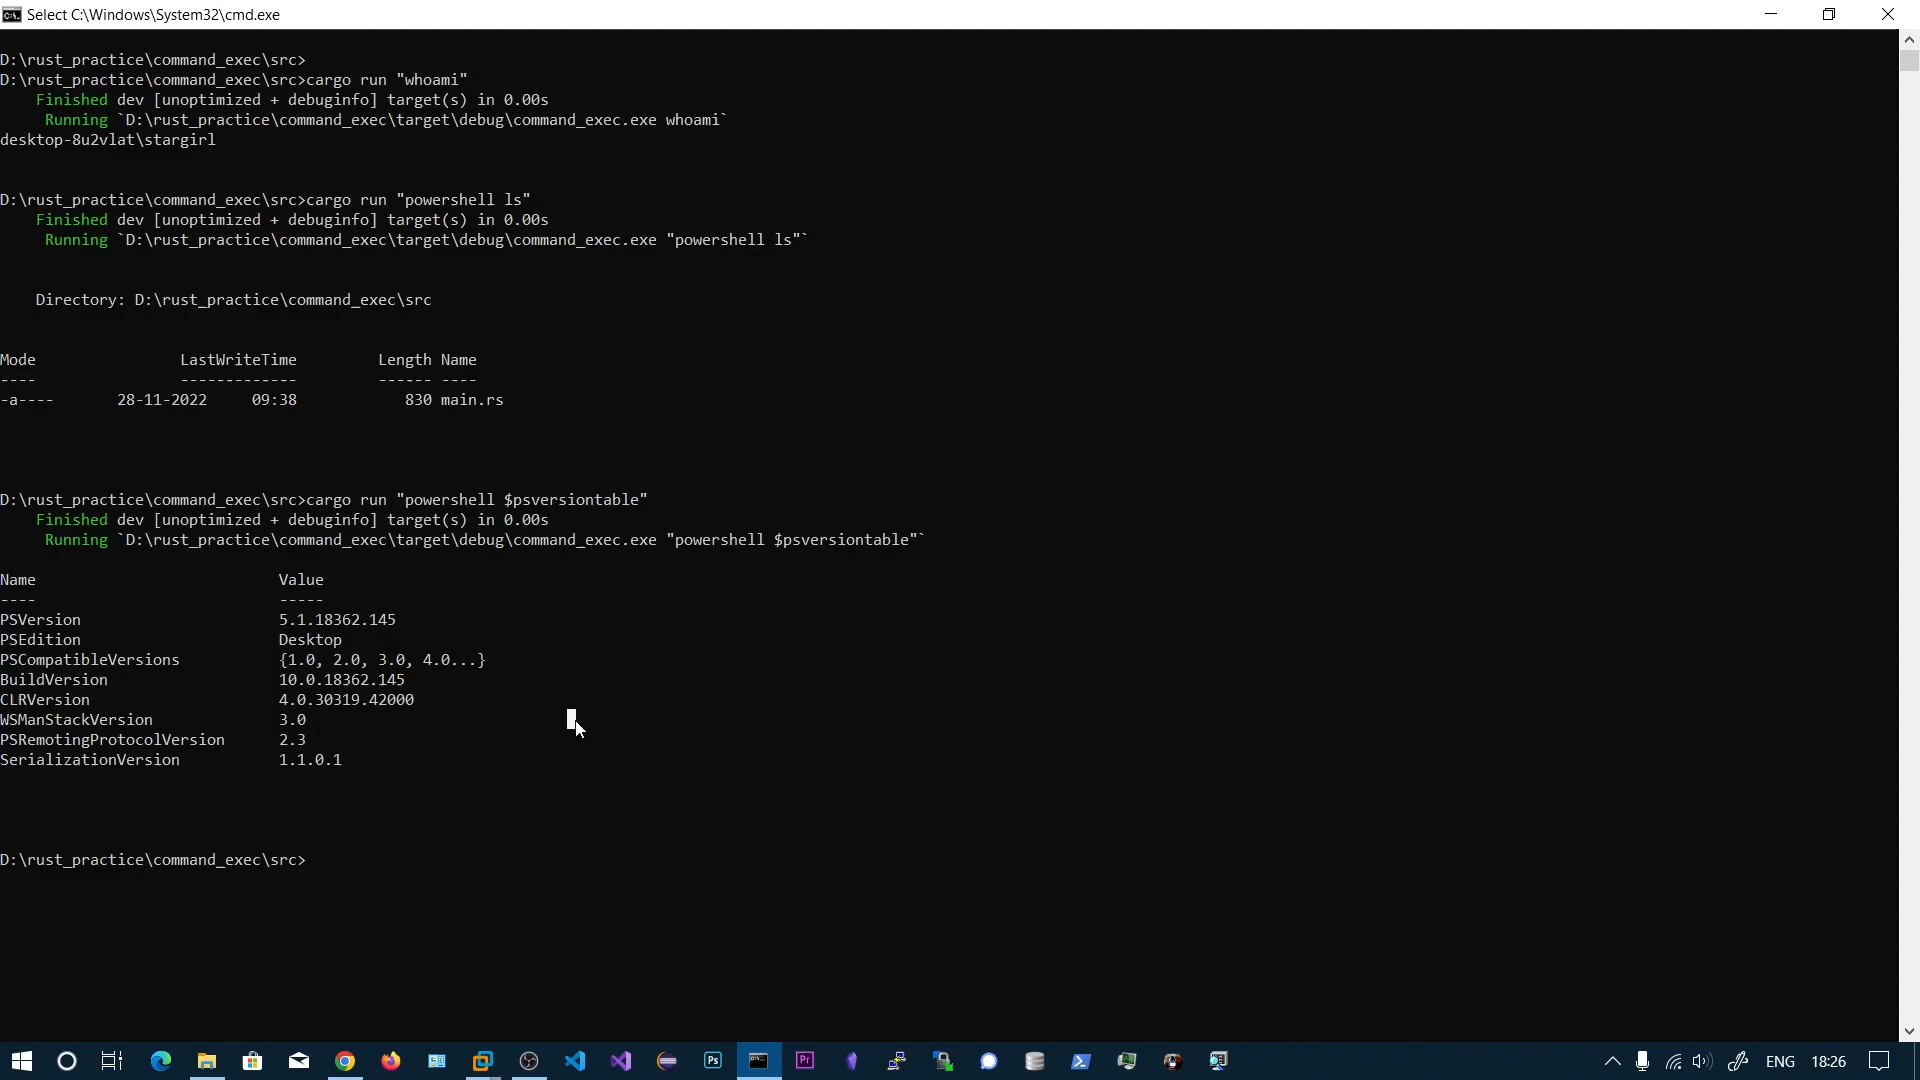 Select C:\Windows\System32\cmd.exe
D:\rust_practice\command_exec\src>
D:\rust_practice\command_exec\src>cargo run "whoami"
    Finished dev [unoptimized + debuginfo] target(s) in 0.00s
     Running `D:\rust_practice\command_exec\target\debug\command_exec.exe whoami`
desktop-8u2vlat\stargirl
D:\rust_practice\command_exec\src>cargo run "powershell ls"
    Finished dev [unoptimized + debuginfo] target(s) in 0.00s
     Running `D:\rust_practice\command_exec\target\debug\command_exec.exe "powershell ls"`
    Directory: D:\rust_practice\command_exec\src
Mode                LastWriteTime         Length Name
----                -------------         ------ ----
-a----       28-11-2022     09:38            830 main.rs
D:\rust_practice\command_exec\src>cargo run "powershell $psversiontable"
    Finished dev [unoptimized + debuginfo] target(s) in 0.00s
     Running `D:\rust_practice\command_exec\target\debug\command_exec.exe "powershell $psversiontable"`
Name                           Value
----                           -----
PSVersion                      5.1.18362.145
PSEdition                      Desktop
PSCompatibleVersions           {1.0, 2.0, 3.0, 4.0...}
BuildVersion                   10.0.18362.145
CLRVersion                     4.0.30319.42000
WSManStackVersion              3.0
PSRemotingProtocolVersion      2.3
SerializationVersion           1.1.0.1
D:\rust_practice\command_exec\src>
Ps Pr ENG 18:26